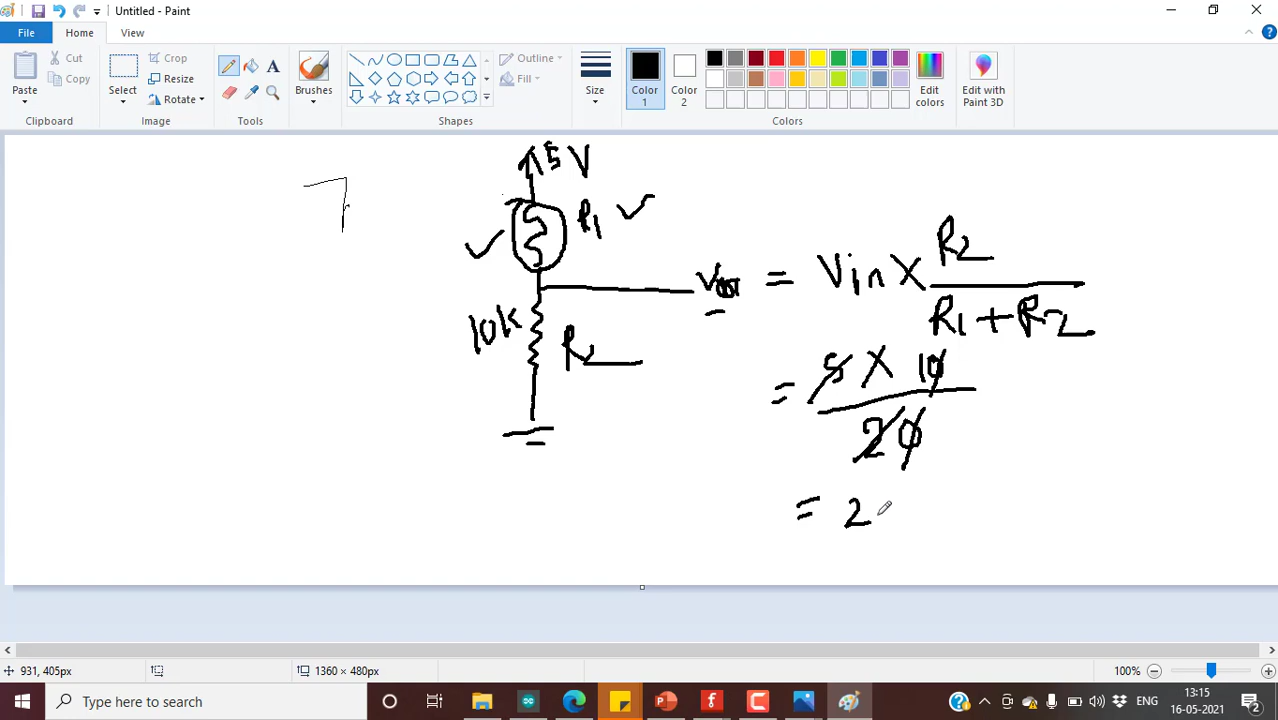 Untitled - Paint
File
Home
View
Paste
Cut
Copy
Clipboard
Select
Crop
Resize
Rotate
Image
Tools
Brushes
Shapes
Outline
Fill
Size
Color 1
Color 2
Colors
Edit colors
Edit with Paint 3D
5V
R1
= Vin X R2
R1 + R2
10k
R2
= 5 X 10
20
= 2
931, 405px
1360 × 480px
100%
Type here to search
ENG
13:15
16-05-2021
2